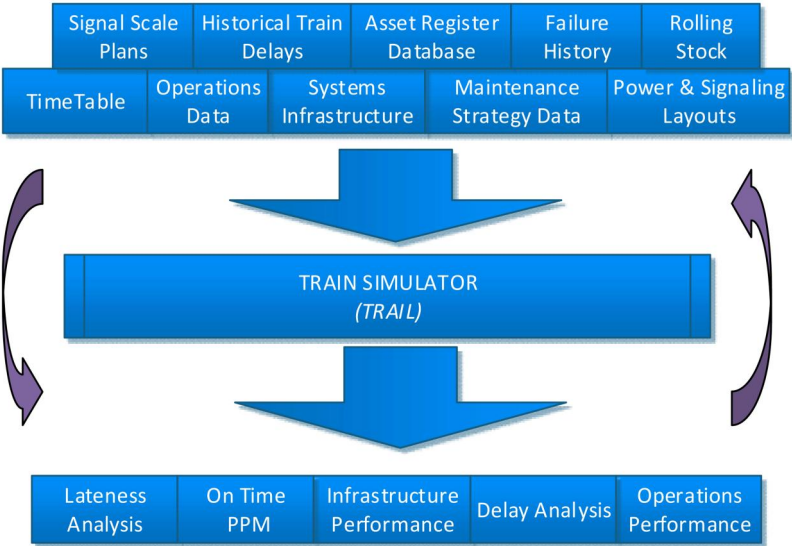 Signal Scale
Plans
Historical Train
Delays
Asset Register
Database
Failure
History
Rolling
Stock
TimeTable
Operations
Data
Systems
Infrastructure
Maintenance
Strategy Data
Power & Signaling
Layouts
TRAIN SIMULATOR
(TRAIL)
Lateness
Analysis
On Time
PPM
Infrastructure
Performance
Delay Analysis
Operations
Performance